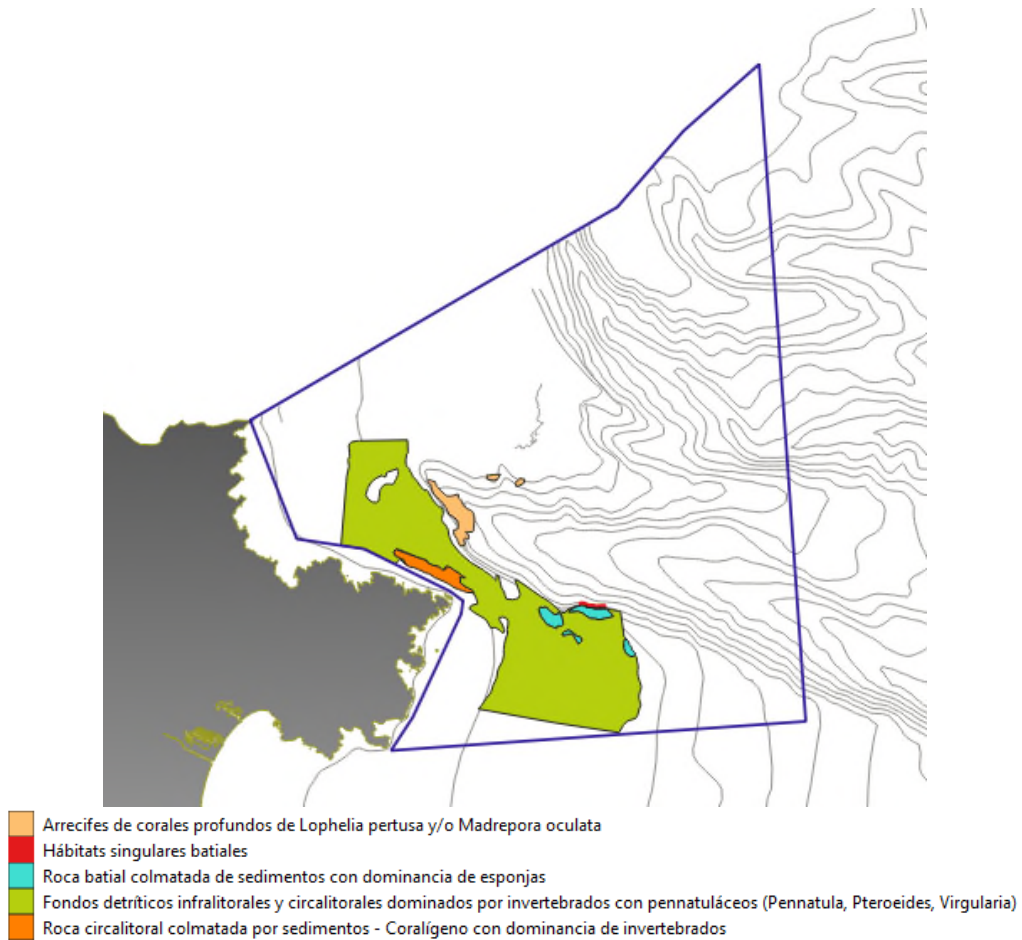 Arrecifes de corales profundos de Lophelia pertusa y/o Madrepora oculata
Hábitats singulares batiales
Roca batial colmatada de sedimentos con dominancia de esponjas
Fondos detríticos infralitorales y circalitorales dominados por invertebrados con pennatuláceos (Pennatula, Pteroeides, Virgularia)
Roca circalitoral colmatada por sedimentos - Coralígeno con dominancia de invertebrados